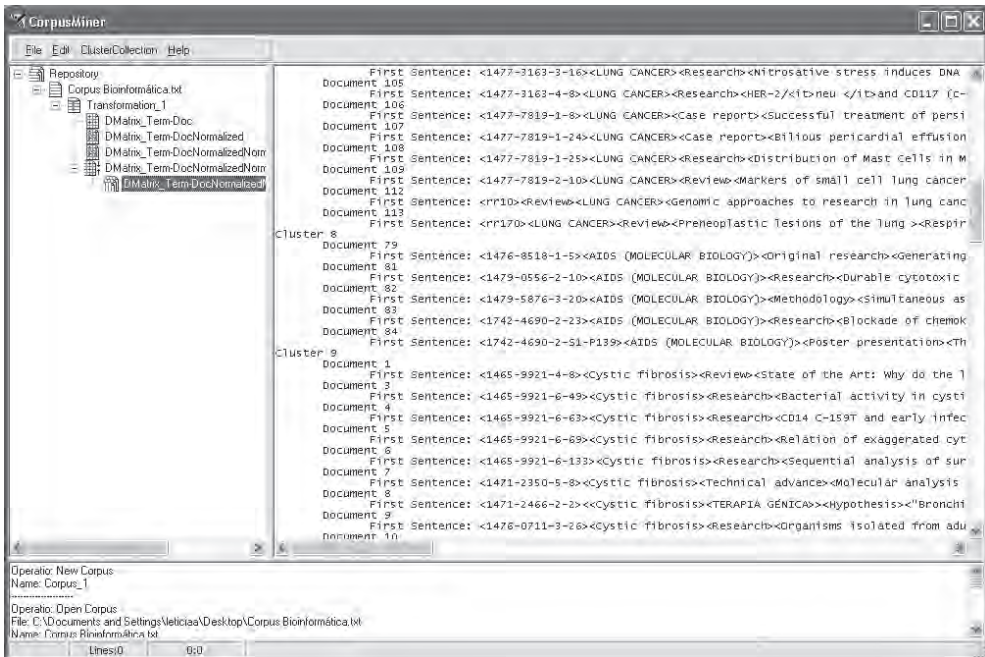 CorpusMiner
File Edit ClusterCollection Help
Repository
Corpus Bioinformática.txt
Transformation_1
DMatrix_Term-Doc
DMatrix_Term-DocNormalized
DMatrix_Term-DocNormalizedNorm
DMatrix_Term-DocNormalizedNorm
DMatrix_Term-DocNormalizedN
First Sentence: <1477-3163-3-16><LUNG CANCER><Research><Nitrosative stress induces DNA
Document 105
First Sentence: <1477-3163-4-8><LUNG CANCER><Research><HER-2/<it>neu </it>and CD117 (c-
Document 106
First Sentence: <1477-7819-1-8><LUNG CANCER><Case report><Successful treatment of persi
Document 107
First Sentence: <1477-7819-1-24><LUNG CANCER><Case report><Bilious pericardial effusion
Document 108
First Sentence: <1477-7819-1-25><LUNG CANCER><Research><Distribution of Mast Cells in M
Document 109
First Sentence: <1477-7819-2-10><LUNG CANCER><Review><Markers of small cell lung cancer
Document 112
First Sentence: <rr10><Review><LUNG CANCER><Genomic approaches to research in lung canc
Document 113
First Sentence: <rr170><LUNG CANCER><Review><Preneoplastic lesions of the lung ><Respir
Cluster 8
Document 79
First Sentence: <1476-8518-1-5><AIDS (MOLECULAR BIOLOGY)><Original research><Generating
Document 81
First Sentence: <1479-0556-2-10><AIDS (MOLECULAR BIOLOGY)><Research><Durable cytotoxic
Document 82
First Sentence: <1479-5876-3-20><AIDS (MOLECULAR BIOLOGY)><Methodology><Simultaneous as
Document 83
First Sentence: <1742-4690-2-23><AIDS (MOLECULAR BIOLOGY)><Research><Blockade of chemok
Document 84
First Sentence: <1742-4690-2-S1-P139><AIDS (MOLECULAR BIOLOGY)><Poster presentation><Th
Cluster 9
Document 1
First Sentence: <1465-9921-4-8><Cystic fibrosis><Review><State of the Art: Why do the l
Document 3
First Sentence: <1465-9921-6-49><Cystic fibrosis><Research><Bacterial activity in cysti
Document 4
First Sentence: <1465-9921-6-63><Cystic fibrosis><Research><CD14 C-159T and early infec
Document 5
First Sentence: <1465-9921-6-69><Cystic fibrosis><Research><Relation of exaggerated cyt
Document 6
First Sentence: <1465-9921-6-133><Cystic fibrosis><Research><Sequential analysis of sur
Document 7
First Sentence: <1471-2350-5-8><Cystic fibrosis><Technical advance><Molecular analysis
Document 8
First Sentence: <1471-2466-2-2><<Cystic fibrosis><TERAPIA GÉNICA>><Hypothesis><"Bronchi
Document 9
First Sentence: <1476-0711-3-26><Cystic fibrosis><Research><Organisms isolated from adu
Document 10
Operatio: New Corpus
Name: Corpus_1
--------------------
Operatio: Open Corpus
File: C:\Documents and Settings\leticiaa\Desktop\Corpus Bioinformática.txt
Name: Corpus Bioinformática.txt
Lines:0 0:0